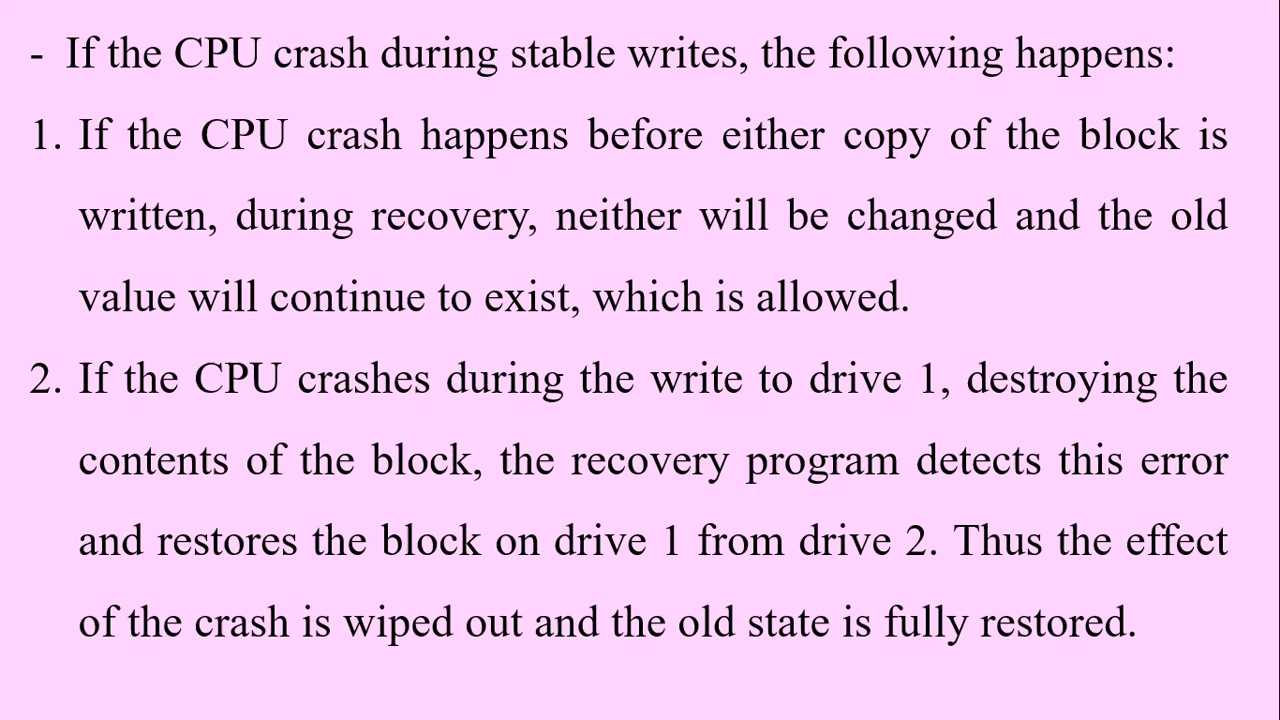 - If the CPU crash during stable writes, the following happens:
1. If the CPU crash happens before either copy of the block is
written, during recovery, neither will be changed and the old
value will continue to exist, which is allowed.
2. If the CPU crashes during the write to drive 1, destroying the
contents of the block, the recovery program detects this error
and restores the block on drive 1 from drive 2. Thus the effect
of the crash is wiped out and the old state is fully restored.